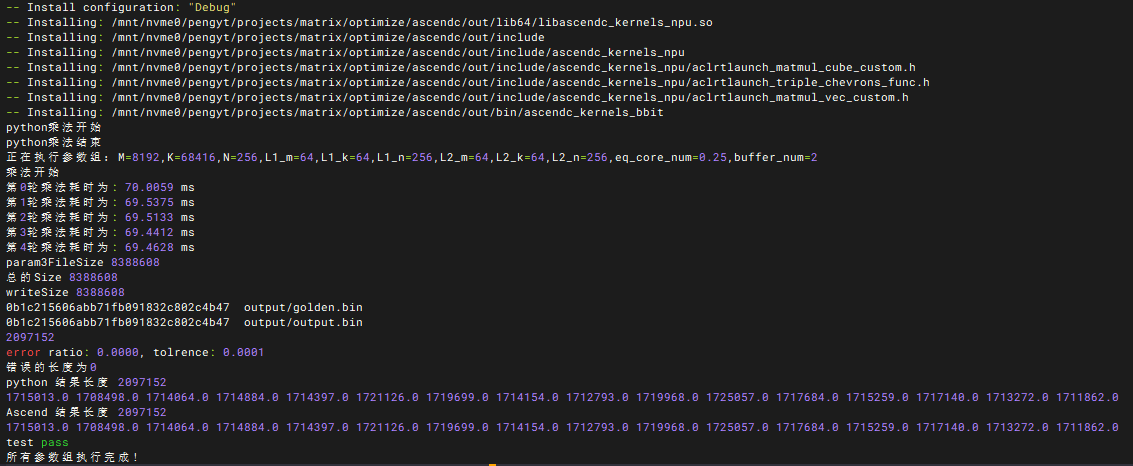 -- Install configuration: "Debug"
-- Installing: /mnt/nvme0/pengyt/projects/matrix/optimize/ascendc/out/lib64/libascendc_kernels_npu.so
-- Installing: /mnt/nvme0/pengyt/projects/matrix/optimize/ascendc/out/include
-- Installing: /mnt/nvme0/pengyt/projects/matrix/optimize/ascendc/out/include/ascendc_kernels_npu
-- Installing: /mnt/nvme0/pengyt/projects/matrix/optimize/ascendc/out/include/ascendc_kernels_npu/aclrtlaunch_matmul_cube_custom.h
-- Installing: /mnt/nvme0/pengyt/projects/matrix/optimize/ascendc/out/include/ascendc_kernels_npu/aclrtlaunch_triple_chevrons_func.h
-- Installing: /mnt/nvme0/pengyt/projects/matrix/optimize/ascendc/out/include/ascendc_kernels_npu/aclrtlaunch_matmul_vec_custom.h
-- Installing: /mnt/nvme0/pengyt/projects/matrix/optimize/ascendc/out/bin/ascendc_kernels_bbit
python乘法开始
python乘法结束
正在执行参数组: M=8192,K=68416,N=256,L1_m=64,L1_k=64,L1_n=256,L2_m=64,L2_k=64,L2_n=256,eq_core_num=0.25,buffer_num=2
乘法开始
第0轮乘法耗时为: 70.0059 ms
第1轮乘法耗时为: 69.5375 ms
第2轮乘法耗时为: 69.5133 ms
第3轮乘法耗时为: 69.4412 ms
第4轮乘法耗时为: 69.4628 ms
param3FileSize 8388608
总的Size 8388608
writeSize 8388608
0b1c215606abb71fb091832c802c4b47  output/golden.bin
0b1c215606abb71fb091832c802c4b47  output/output.bin
2097152
error ratio: 0.0000, tolrence: 0.0001
错误的长度为0
python 结果长度 2097152
1715013.0 1708498.0 1714064.0 1714884.0 1714397.0 1721126.0 1719699.0 1714154.0 1712793.0 1719968.0 1725057.0 1717684.0 1715259.0 1717140.0 1713272.0 1711862.0
Ascend 结果长度 2097152
1715013.0 1708498.0 1714064.0 1714884.0 1714397.0 1721126.0 1719699.0 1714154.0 1712793.0 1719968.0 1725057.0 1717684.0 1715259.0 1717140.0 1713272.0 1711862.0
test pass
所有参数组执行完成!